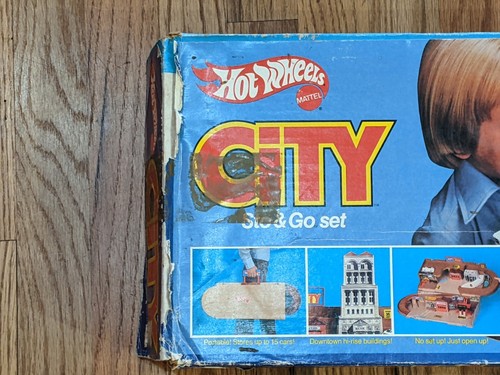 HOT WHEELS
MATTEL
CITY
Sto & Go set
Portable! Stores up to 15 cars!
Downtown hi-rise buildings!
No set up! Just open up!